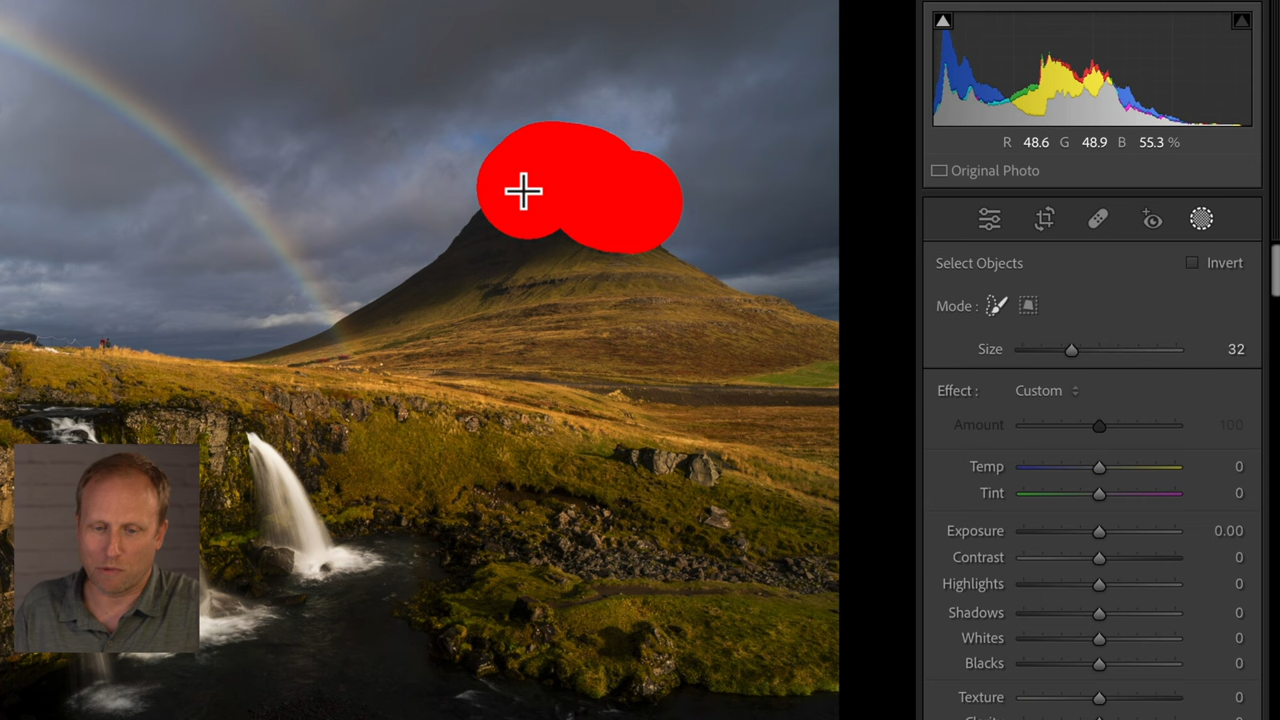 R 48.6 G 48.9 B 55.3 %
Original Photo
Select Objects Invert
Mode :
Size 32
Effect : Custom
Amount 100
Temp 0
Tint 0
Exposure 0.00
Contrast 0
Highlights 0
Shadows 0
Whites 0
Blacks 0
Texture 0